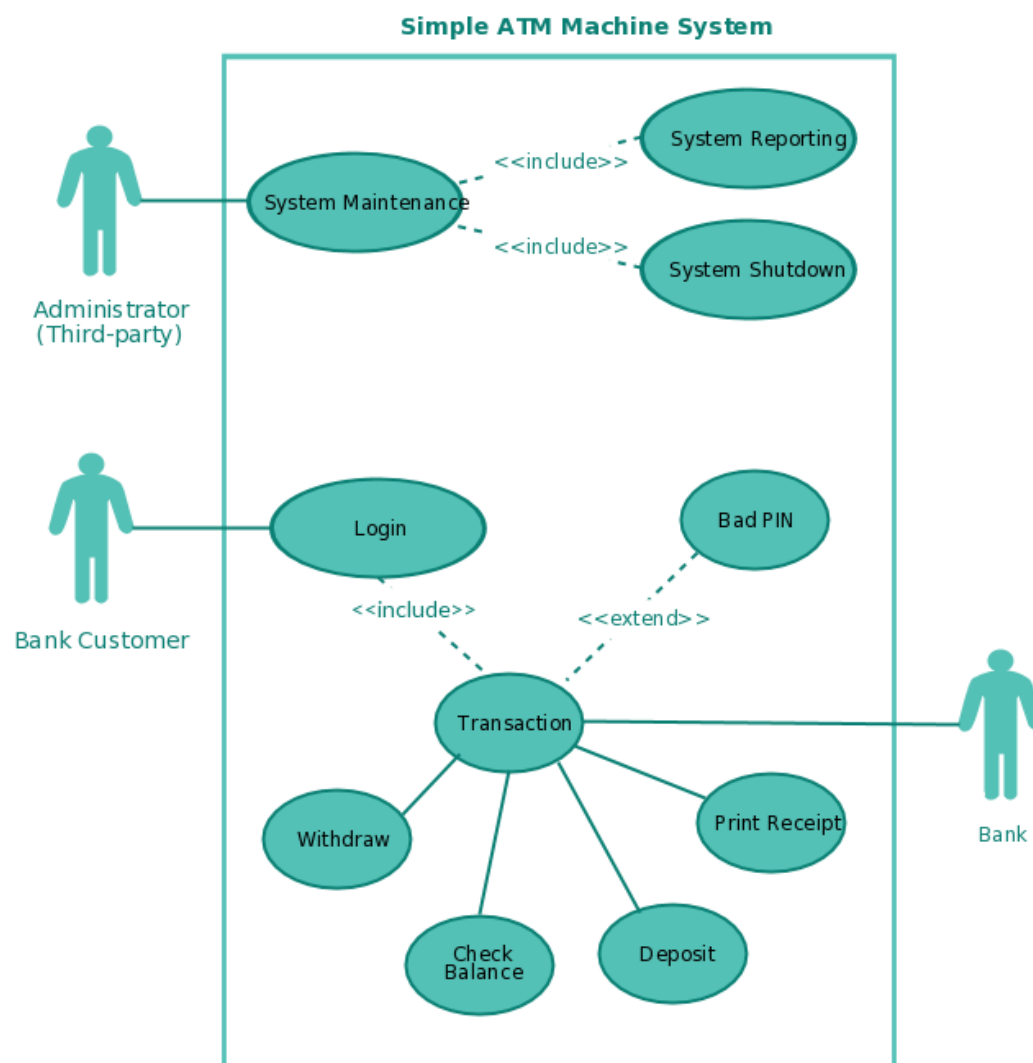 Simple ATM Machine System
System Reporting
<<include>>
System Maintenance
<<include>>
System Shutdown
Administrator
(Third-party)
Login
Bad PIN
<<include>>
<<extend>>
Bank Customer
Transaction
Withdraw
Print Receipt
Bank
Check
Balance
Deposit